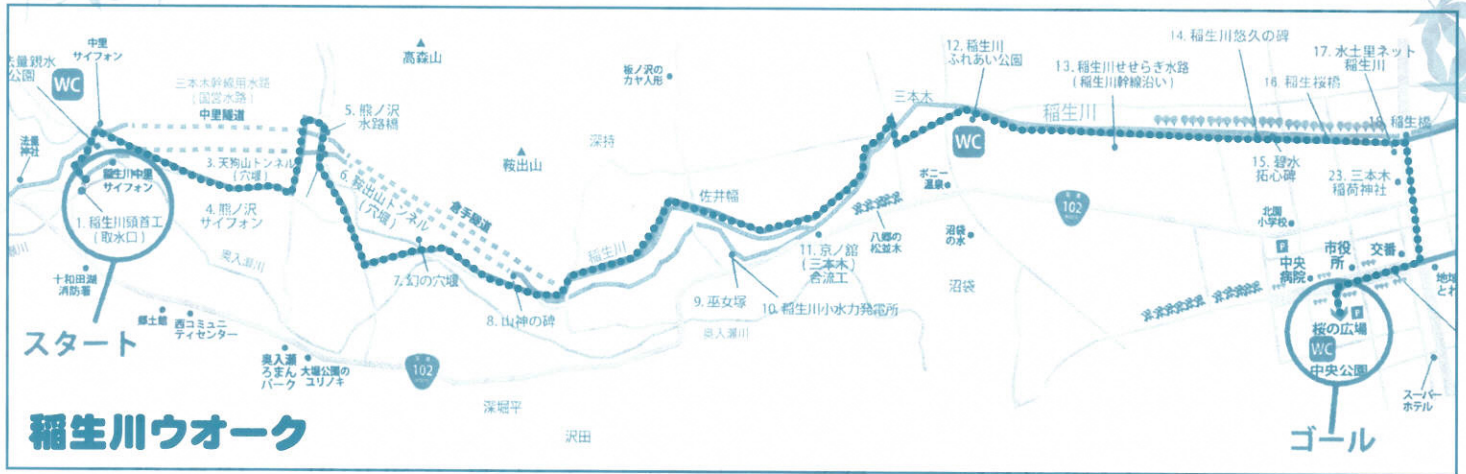 中里
サイフォン
量親水
公園
WC
三本木幹線用水路
(国営水路)
中里隧道
法量
神社
稲生川中里
サイフォン
1. 稲生川頭首工
(取水口)
3. 天狗山トンネル
(穴堰)
4. 熊ノ沢
サイフォン
5. 熊ノ沢
水路橋
高森山
鞍出山
6. 鞍出山トンネル
(穴堰)
倉手隧道
7. 幻の穴堰
8. 山神の碑
奥入瀬川
十和田湖
消防署
スタート
郷土館
西コミュニ
ティセンター
奥入瀬
ろまん
パーク
大堰公園の
ユリノキ
102
深堀平
沢田
板ノ沢の
カヤ人形
深持
稲生川
佐井幅
9. 巫女塚
10. 稲生川小水力発電所
奥入瀬川
11. 京ノ舘
(三本木)
合流工
三本木
八郷の
松並木
ポニー
温泉
沼袋
の水
沼袋
12. 稲生川
ふれあい公園
WC
稲生川
13. 稲生川せせらぎ水路
(稲生川幹線沿い)
102
14. 稲生川悠久の碑
15. 碧水
拓心碑
16. 稲生桜橋
17. 水土里ネット
稲生川
18. 稲生橋
23. 三本木
稲荷神社
北園
小学校
P
中央
病院
市役
所
交番
地域
とわ
P
桜の広場
WC
中央公園
スーパー
ホテル
ゴール
稲生川ウオーク